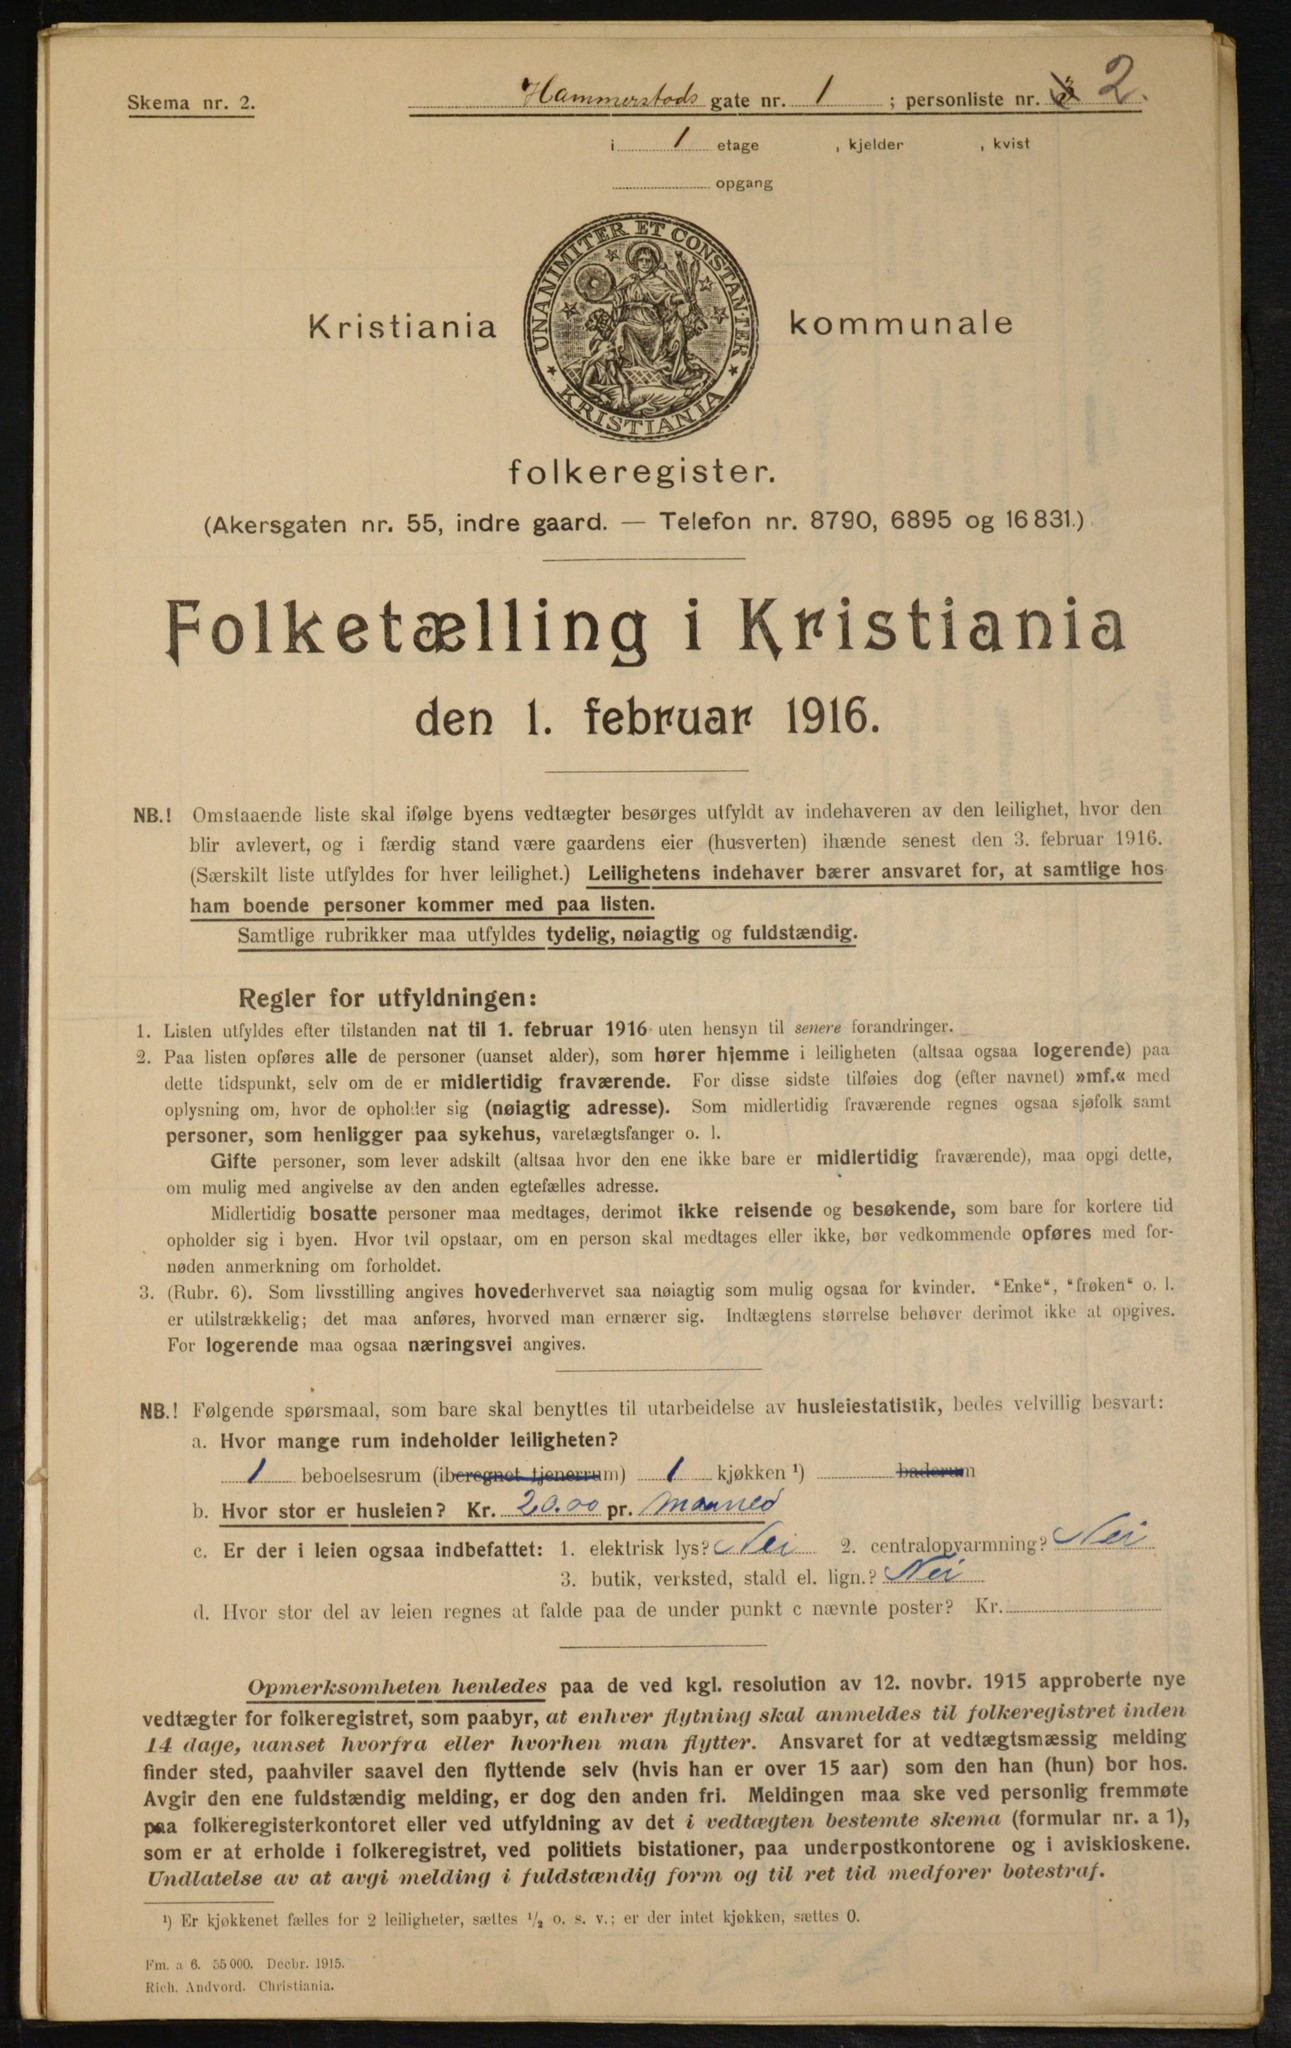 Skema nr. 2.
Hammerstads gate nr. 1 ; personliste nr. 2.
i 1 etage , kjelder , kvist
opgang
UNANIMITER ET CONSTANTER
KRISTIANIA
Kristiania kommunale
folkeregister.
(Akersgaten nr. 55, indre gaard. — Telefon nr. 8790, 6895 og 16 831.)
Folketælling i Kristiania
den 1. februar 1916.
NB.! Omstaaende liste skal ifølge byens vedtægter besørges utfyldt av indehaveren av den leilighet, hvor den
blir avlevert, og i færdig stand være gaardens eier (husverten) ihænde senest den 3. februar 1916.
(Særskilt liste utfyldes for hver leilighet.) Leilighetens indehaver bærer ansvaret for, at samtlige hos
ham boende personer kommer med paa listen.
Samtlige rubrikker maa utfyldes tydelig, nøiagtig og fuldstændig.
Regler for utfyldningen:
1. Listen utfyldes efter tilstanden nat til 1. februar 1916 uten hensyn til senere forandringer.
2. Paa listen opføres alle de personer (uanset alder), som hører hjemme i leiligheten (altsaa ogsaa logerende) paa
dette tidspunkt, selv om de er midlertidig fraværende. For disse sidste tilføies dog (efter navnet) »mf.« med
oplysning om, hvor de opholder sig (nøiagtig adresse). Som midlertidig fraværende regnes ogsaa sjøfolk samt
personer, som henligger paa sykehus, varetægtsfanger o. l.
Gifte personer, som lever adskilt (altsaa hvor den ene ikke bare er midlertidig fraværende), maa opgi dette,
om mulig med angivelse av den anden egtefælles adresse.
Midlertidig bosatte personer maa medtages, derimot ikke reisende og besøkende, som bare for kortere tid
opholder sig i byen. Hvor tvil opstaar, om en person skal medtages eller ikke, bør vedkommende opføres med for-
nøden anmerkning om forholdet.
3. (Rubr. 6). Som livsstilling angives hovederhvervet saa nøiagtig som mulig ogsaa for kvinder. "Enke", "frøken" o. l.
er utilstrækkelig; det maa anføres, hvorved man ernærer sig. Indtægtens størrelse behøver derimot ikke at opgives.
For logerende maa ogsaa næringsvei angives.
NB.! Følgende spørsmaal, som bare skal benyttes til utarbeidelse av husleiestatistik, bedes velvillig besvart:
a. Hvor mange rum indeholder leiligheten?
1 beboelsesrum (iberegnet tjenerrum) 1 kjøkken ¹) baderum
b. Hvor stor er husleien? Kr. 20.00 pr. maaned
c. Er der i leien ogsaa indbefattet: 1. elektrisk lys? Nei 2. centralopvarmning? Nei
3. butik, verksted, stald el. lign.? Nei
d. Hvor stor del av leien regnes at falde paa de under punkt c nævnte poster? Kr.
Opmerksomheten henledes paa de ved kgl. resolution av 12. novbr. 1915 approberte nye
vedtægter for folkeregistret, som paabyr, at enhver flytning skal anmeldes til folkeregistret inden
14 dage, uanset hvorfra eller hvorhen man flytter. Ansvaret for at vedtægtsmæssig melding
finder sted, paahviler saavel den flyttende selv (hvis han er over 15 aar) som den han (hun) bor hos.
Avgir den ene fuldstændig melding, er dog den anden fri. Meldingen maa ske ved personlig fremmøte
paa folkeregisterkontoret eller ved utfyldning av det i vedtægten bestemte skema (formular nr. a 1),
som er at erholde i folkeregistret, ved politiets bistationer, paa underpostkontorene og i aviskioskene.
Undlatelse av at avgi melding i fuldstændig form og til ret tid medfører bøtestraf.
¹) Er kjøkkenet fælles for 2 leiligheter, sættes ½ o. s. v.; er der intet kjøkken, sættes 0.
Fm. a 6. 55 000. Decbr. 1915.
Rich. Andvord. Christiania.